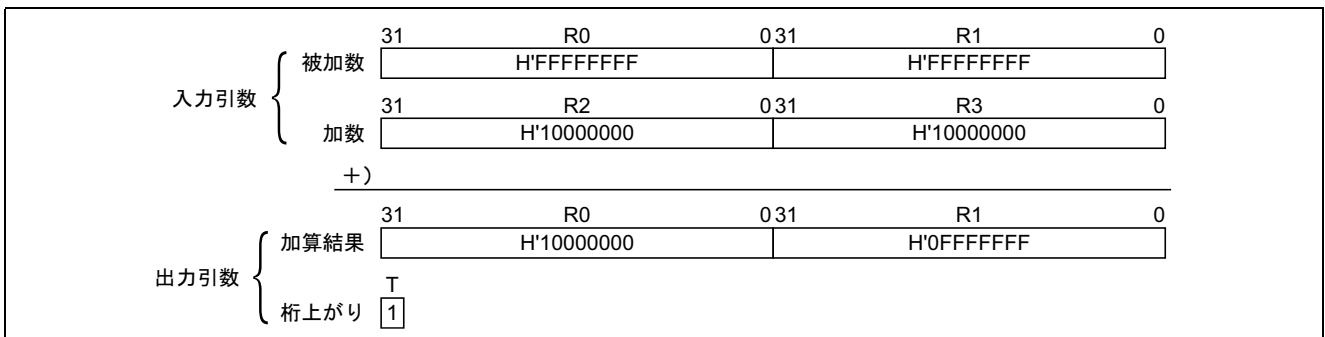 31 R0 0 31 R1 0
被加数 H'FFFFFFFF H'FFFFFFFF
入力引数
31 R2 0 31 R3 0
加数 H'10000000 H'10000000
+)
31 R0 0 31 R1 0
加算結果 H'10000000 H'0FFFFFFF
出力引数
T
桁上がり 1